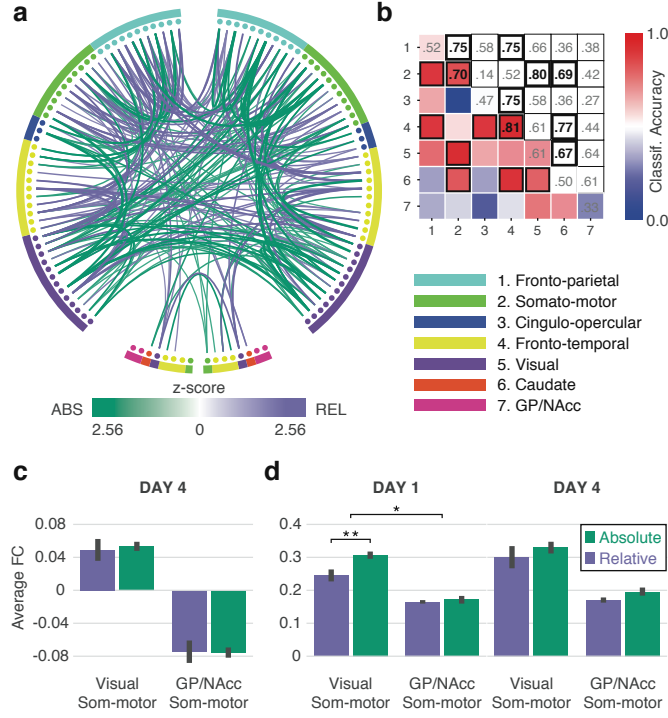 a
ABS
z-score
REL
2.56
0
2.56
b
1 .52 .75 .58 .75 .66 .36 .38
2 .70 .14 .52 .80 .69 .42
3 .47 .75 .58 .36 .27
4 .81 .61 .77 .44
5 .61 .67 .64
6 .50 .61
7 .33
1 2 3 4 5 6 7
1.0
Classif. Accuracy
0.0
1. Fronto-parietal
2. Somato-motor
3. Cingulo-opercular
4. Fronto-temporal
5. Visual
6. Caudate
7. GP/NAcc
c
DAY 4
Average FC
0.08
0.04
0
-0.04
-0.08
Visual
Som-motor
GP/NAcc
Som-motor
d
DAY 1
DAY 4
0.4
0.3
0.2
0.1
0
*
**
Absolute
Relative
Visual
Som-motor
GP/NAcc
Som-motor
Visual
Som-motor
GP/NAcc
Som-motor